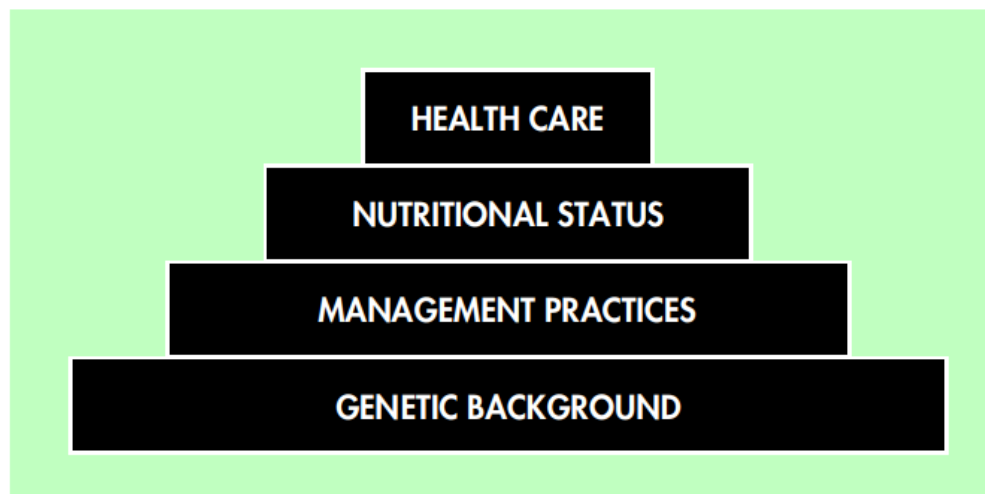 HEALTH CARE
NUTRITIONAL STATUS
MANAGEMENT PRACTICES
GENETIC BACKGROUND